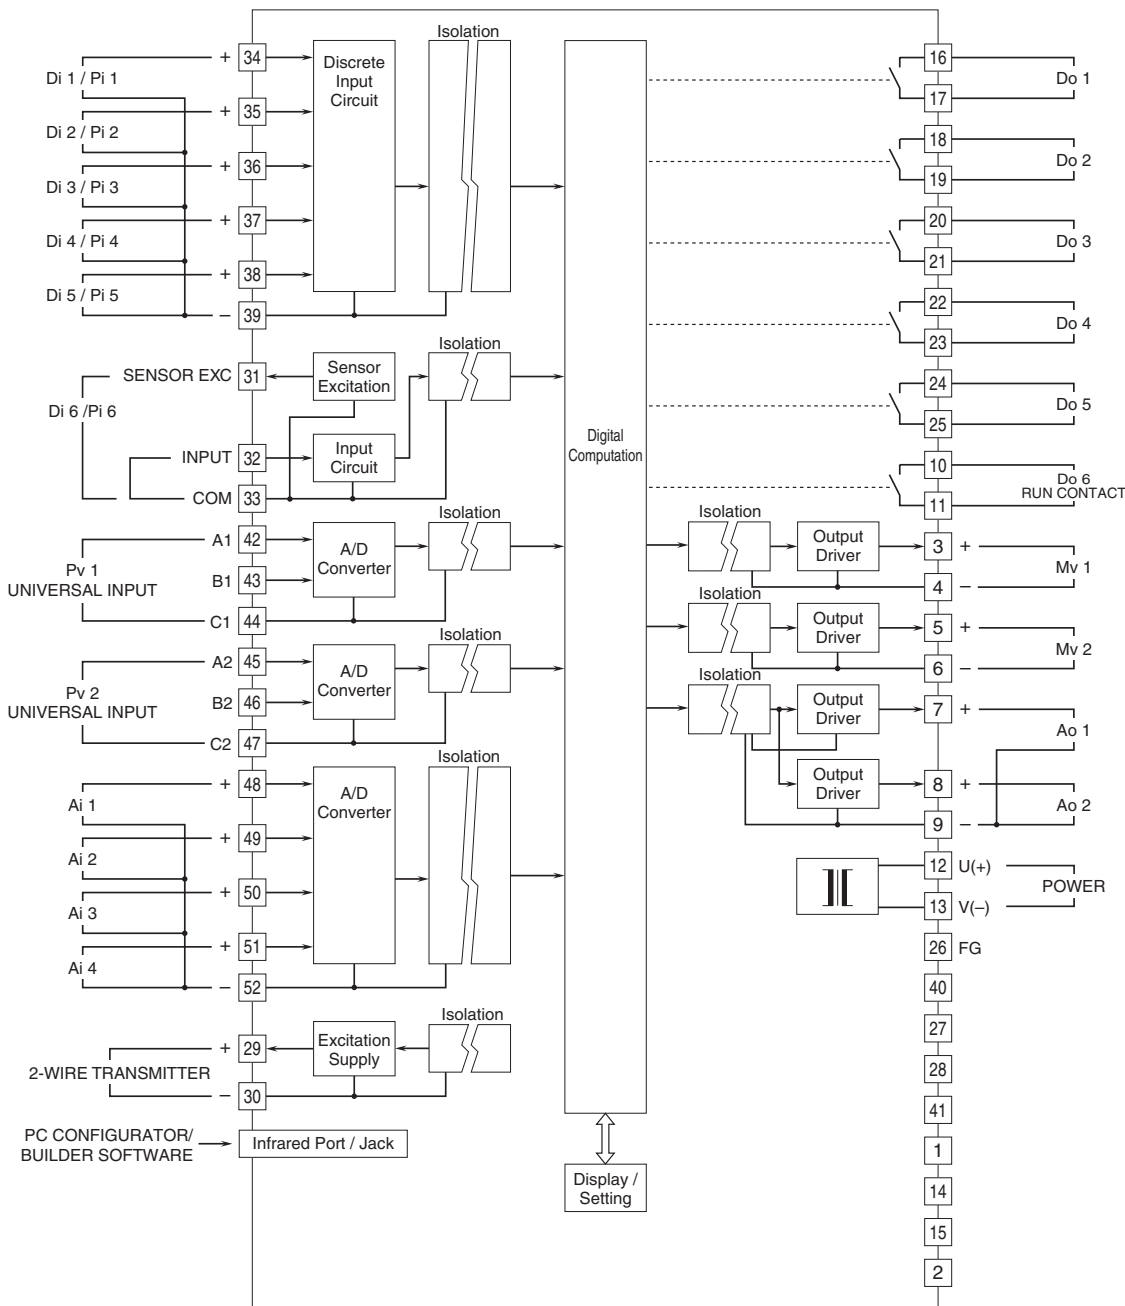 Isolation
+ 34
Discrete
Input
Circuit
Di 1 / Pi 1
+ 35
Di 2 / Pi 2
+ 36
Di 3 / Pi 3
+ 37
Di 4 / Pi 4
+ 38
Di 5 / Pi 5
− 39
Isolation
SENSOR EXC 31
Sensor
Excitation
Di 6 /Pi 6
INPUT 32
Input
Circuit
COM 33
Isolation
A1 42
A/D
Converter
Pv 1
UNIVERSAL INPUT
B1 43
C1 44
Isolation
A2 45
A/D
Converter
Pv 2
UNIVERSAL INPUT
B2 46
C2 47
Isolation
+ 48
A/D
Converter
Ai 1
+ 49
Ai 2
+ 50
Ai 3
+ 51
Ai 4
− 52
Isolation
+ 29
Excitation
Supply
2-WIRE TRANSMITTER
− 30
PC CONFIGURATOR/
BUILDER SOFTWARE
Infrared Port / Jack
Digital
Computation
Display /
Setting
16
Do 1
17
18
Do 2
19
20
Do 3
21
22
Do 4
23
24
Do 5
25
10
Do 6
RUN CONTACT
11
Isolation
Output
Driver
3 +
Mv 1
4 −
Isolation
Output
Driver
5 +
Mv 2
6 −
Isolation
Output
Driver
7 +
Ao 1
Output
Driver
8 +
Ao 2
9 −
12 U(+)
POWER
13 V(–)
26 FG
40
27
28
41
1
14
15
2